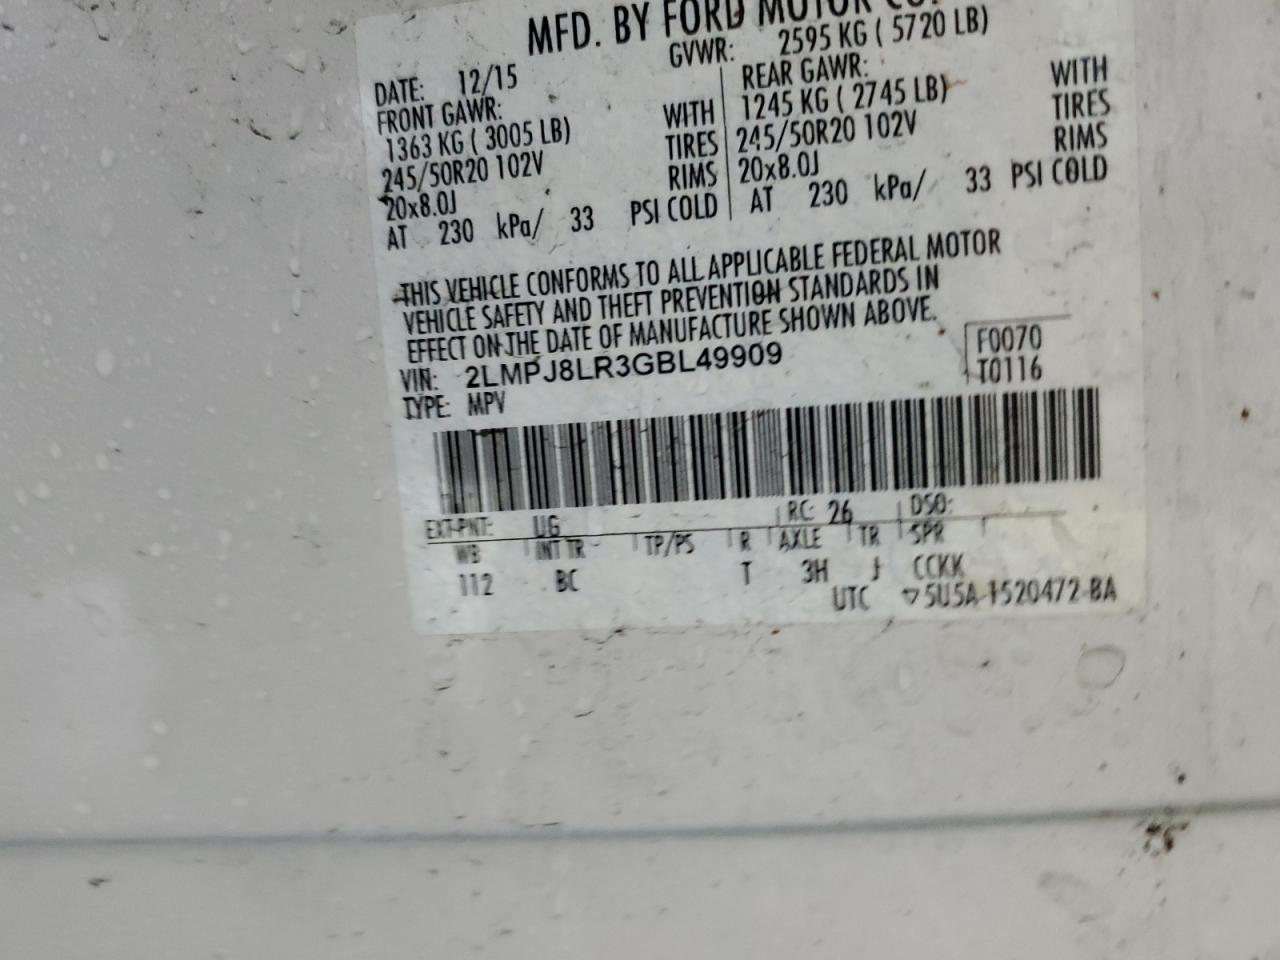 MFD. BY FORD MOTOR CO.
GVWR: 2595 KG ( 5720 LB)
DATE: 12/15
FRONT GAWR: REAR GAWR:
1363 KG ( 3005 LB) WITH 1245 KG ( 2745 LB) WITH
245/50R20 102V TIRES 245/50R20 102V TIRES
20x8.0J RIMS 20x8.0J RIMS
AT 230 kPa/ 33 PSI COLD AT 230 kPa/ 33 PSI COLD
THIS VEHICLE CONFORMS TO ALL APPLICABLE FEDERAL MOTOR
VEHICLE SAFETY AND THEFT PREVENTION STANDARDS IN
EFFECT ON THE DATE OF MANUFACTURE SHOWN ABOVE.
VIN: 2LMPJ8LR3GBL49909 F0070
TYPE: MPV T0116
EXT PNT: UG RC: 26 DSO:
WB INT TR TP/PS R AXLE TR SPR
112 BC T 3H J CCKK
UTC ▽5U5A-1520472-BA